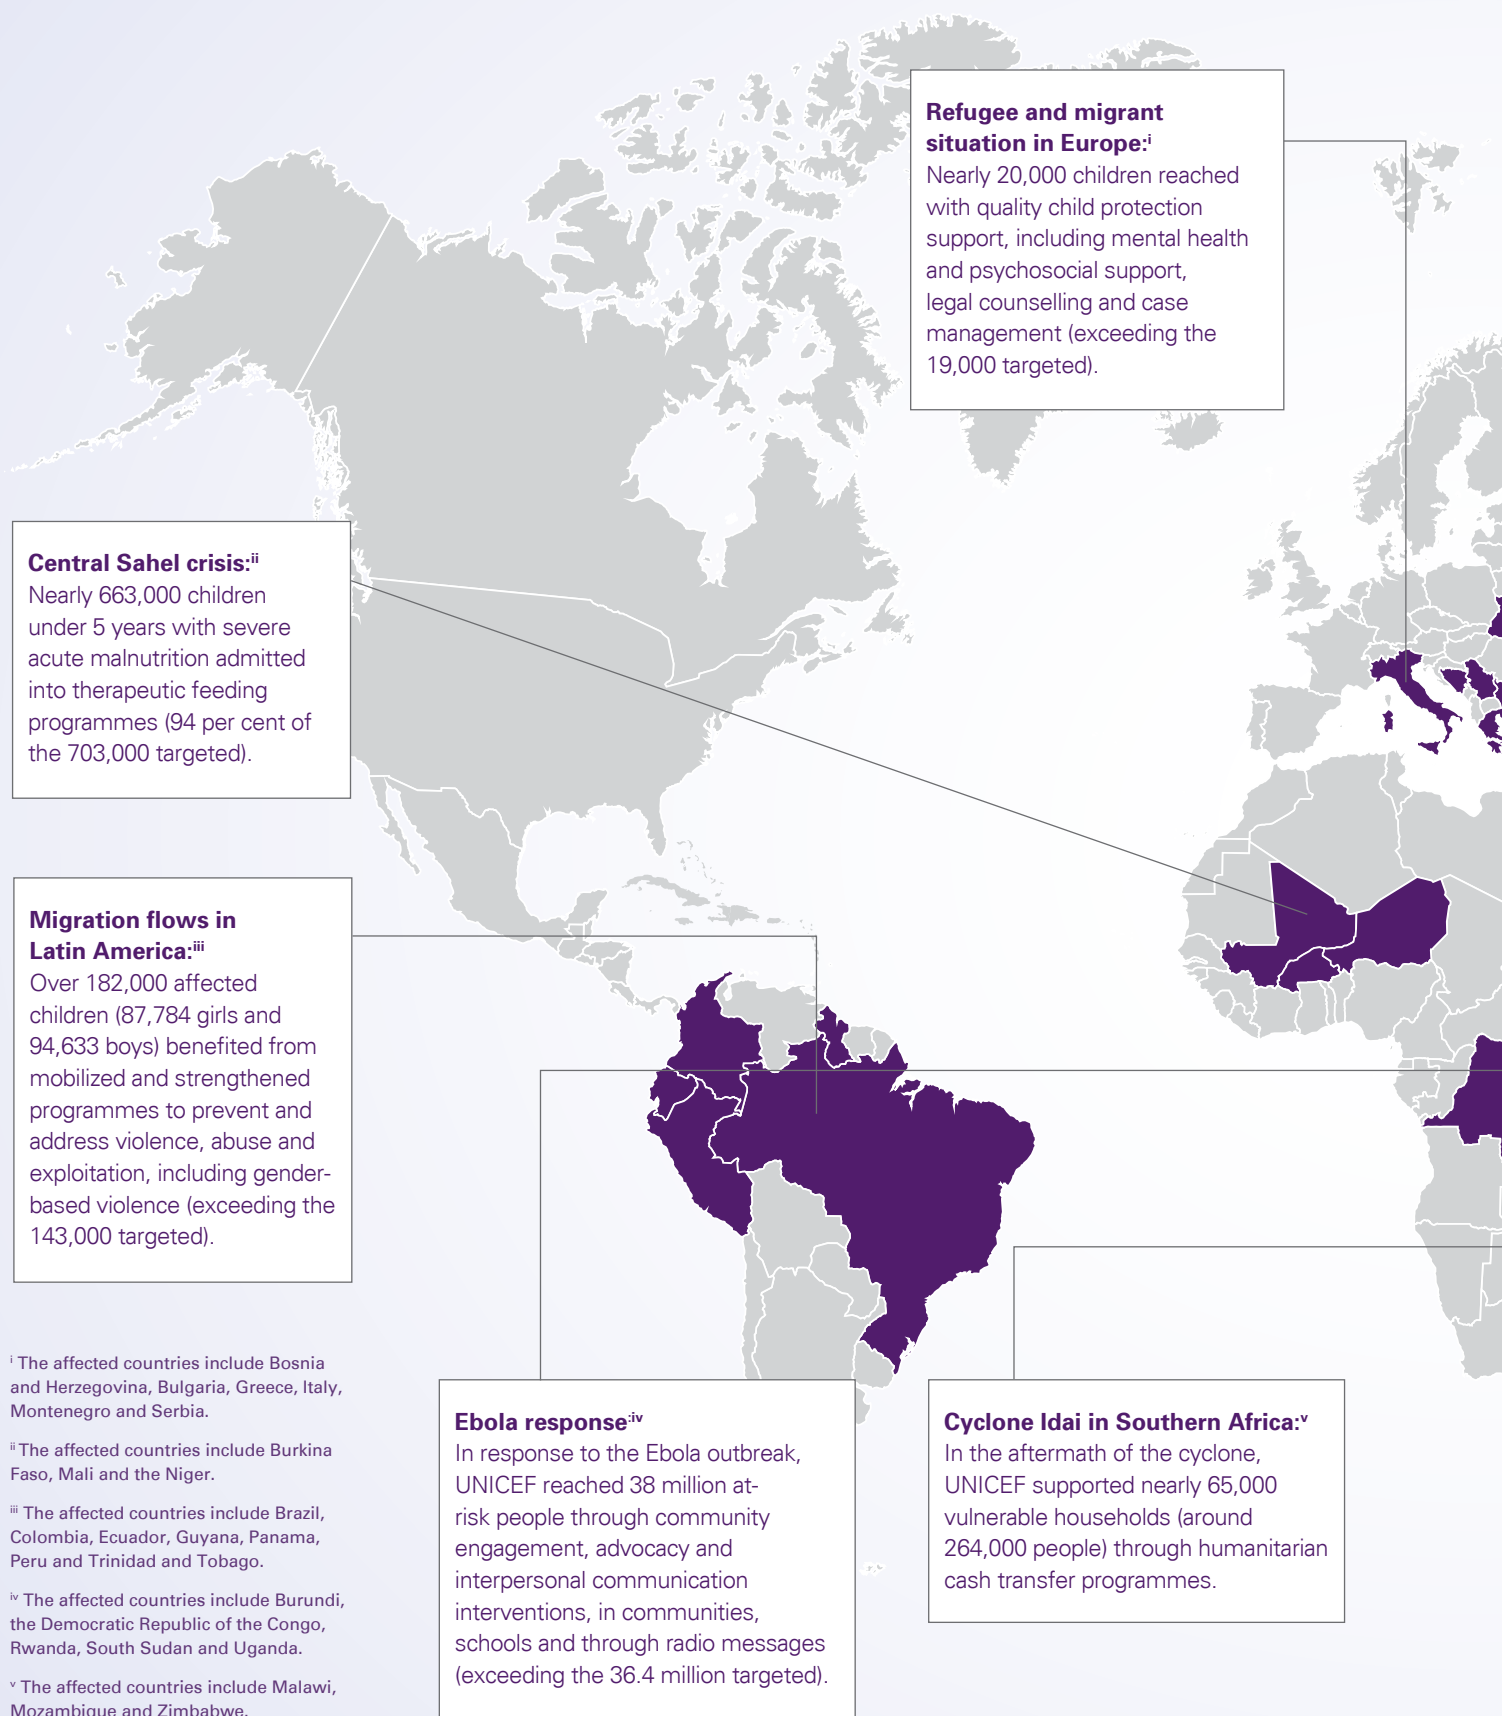 Refugee and migrant
situation in Europe:i
Nearly 20,000 children reached
with quality child protection
support, including mental health
and psychosocial support,
legal counselling and case
management (exceeding the
19,000 targeted).
Central Sahel crisis:ii
Nearly 663,000 children
under 5 years with severe
acute malnutrition admitted
into therapeutic feeding
programmes (94 per cent of
the 703,000 targeted).
Migration flows in
Latin America:iii
Over 182,000 affected
children (87,784 girls and
94,633 boys) benefited from
mobilized and strengthened
programmes to prevent and
address violence, abuse and
exploitation, including gender-
based violence (exceeding the
143,000 targeted).
i The affected countries include Bosnia
and Herzegovina, Bulgaria, Greece, Italy,
Montenegro and Serbia.
ii The affected countries include Burkina
Faso, Mali and the Niger.
iii The affected countries include Brazil,
Colombia, Ecuador, Guyana, Panama,
Peru and Trinidad and Tobago.
iv The affected countries include Burundi,
the Democratic Republic of the Congo,
Rwanda, South Sudan and Uganda.
v The affected countries include Malawi,
Mozambique and Zimbabwe.
Ebola response:iv
In response to the Ebola outbreak,
UNICEF reached 38 million at-
risk people through community
engagement, advocacy and
interpersonal communication
interventions, in communities,
schools and through radio messages
(exceeding the 36.4 million targeted).
Cyclone Idai in Southern Africa:v
In the aftermath of the cyclone,
UNICEF supported nearly 65,000
vulnerable households (around
264,000 people) through humanitarian
cash transfer programmes.